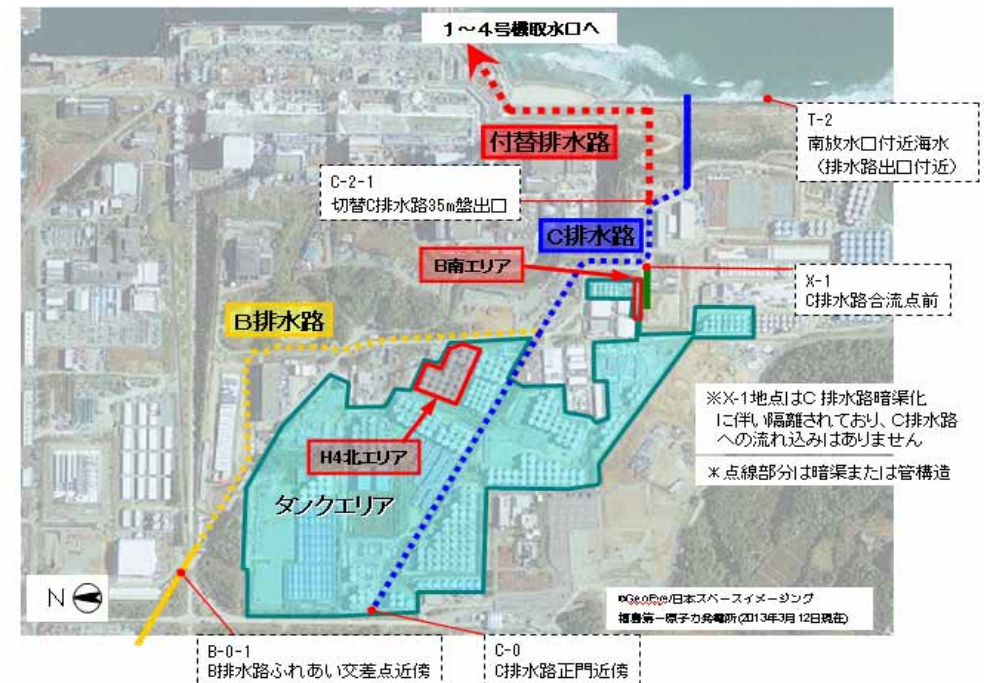 1～4号機取水口へ
T-2
南放水口付近海水
(排水路出口付近)
付替排水路
C-2-1
切替C排水路35m盤出口
C排水路
B南エリア
X-1
C排水路合流点前
B排水路
※X-1地点はC 排水路暗渠化
に伴い隔離されており、C排水路
への流れ込みはありません
H4北エリア
＊点線部分は暗渠または管構造
タンクエリア
N
©GeoEye/日本スペースイメージング
福島第一原子力発電所(2013年3月12日現在)
B-0-1
B排水路ふれあい交差点近傍
C-0
C排水路正門近傍